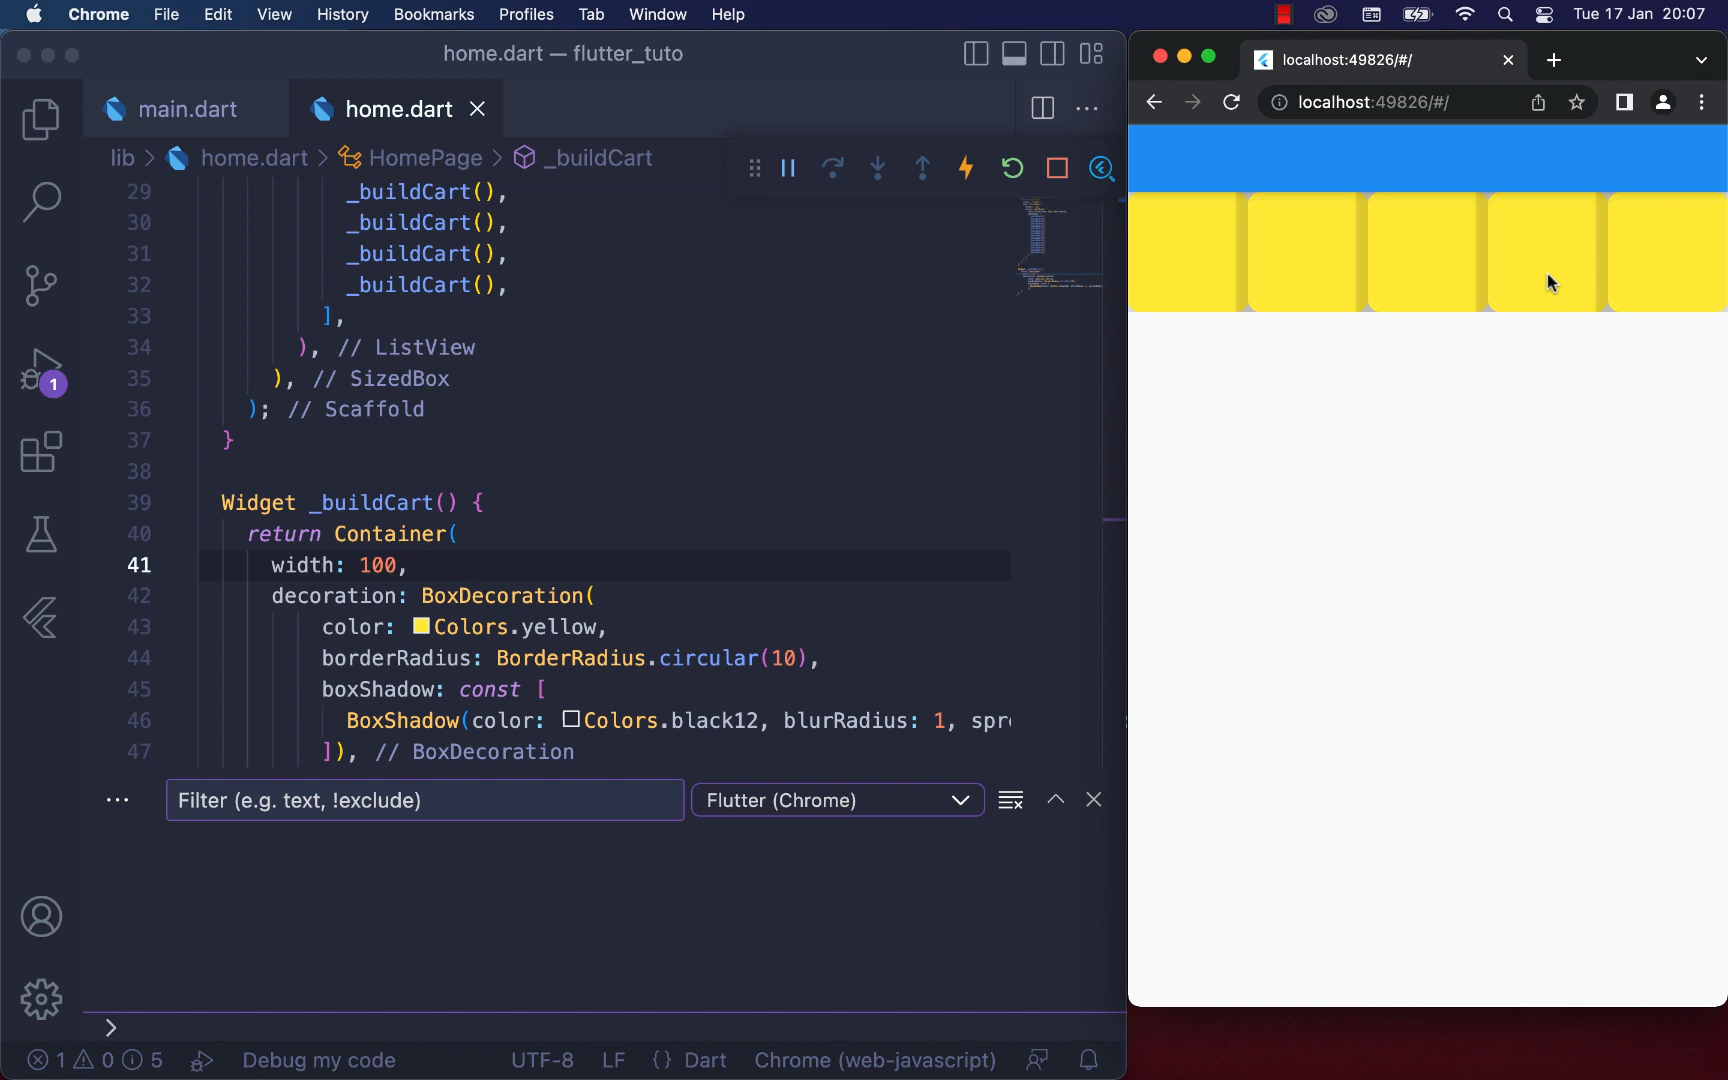 Chrome File Edit View History Bookmarks Profiles Tab Window Help Tue 17 Jan 20:07
home.dart — flutter_tuto
main.dart home.dart
lib > home.dart > HomePage > _buildCart
29 _buildCart(),
30 _buildCart(),
31 _buildCart(),
32 _buildCart(),
33 ],
34 ), // ListView
35 ), // SizedBox
36 ); // Scaffold
37 }
38
39 Widget _buildCart() {
40 return Container(
41 width: 100,
42 decoration: BoxDecoration(
43 color: Colors.yellow,
44 borderRadius: BorderRadius.circular(10),
45 boxShadow: const [
46 BoxShadow(color: Colors.black12, blurRadius: 1, spr
47 ]), // BoxDecoration
1
Filter (e.g. text, !exclude) Flutter (Chrome)
1 0 5 Debug my code UTF-8 LF {} Dart Chrome (web-javascript)
localhost:49826/#/
localhost:49826/#/